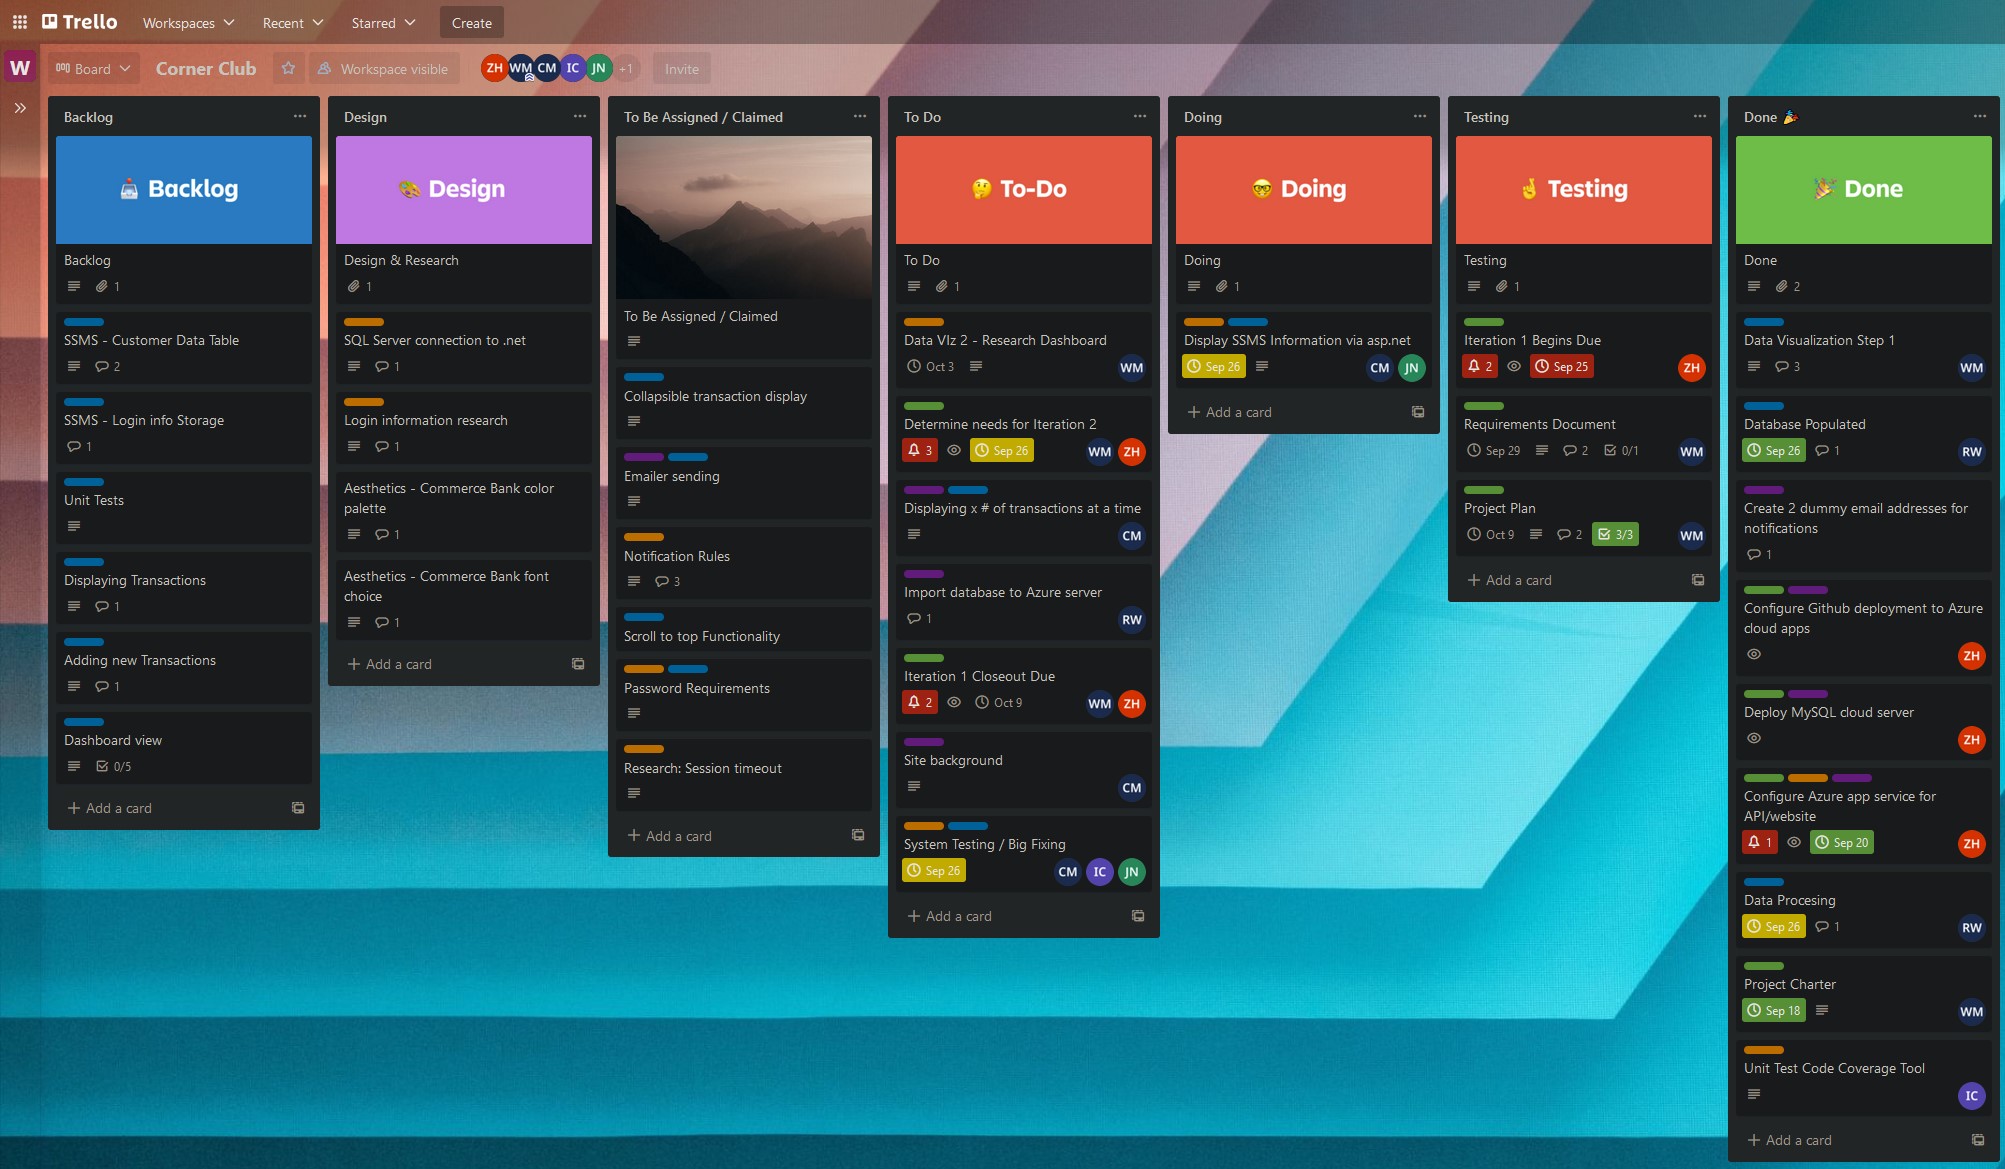 Trello
Workspaces
Recent
Starred
Create
W
Board
Corner Club
Workspace visible
ZH
WM
CM
IC
JN
+1
Invite
Backlog
Backlog
Backlog
1
SSMS - Customer Data Table
2
SSMS - Login info Storage
1
Unit Tests
Displaying Transactions
1
Adding new Transactions
1
Dashboard view
0/5
Add a card
Design
Design
Design & Research
1
SQL Server connection to .net
1
Login information research
1
Aesthetics - Commerce Bank color
palette
1
Aesthetics - Commerce Bank font
choice
1
Add a card
To Be Assigned / Claimed
To Be Assigned / Claimed
Collapsible transaction display
Emailer sending
Notification Rules
3
Scroll to top Functionality
Password Requirements
Research: Session timeout
Add a card
To Do
To-Do
To Do
1
Data VIz 2 - Research Dashboard
Oct 3
WM
Determine needs for Iteration 2
3
Sep 26
WM
ZH
Displaying x # of transactions at a time
CM
Import database to Azure server
1
RW
Iteration 1 Closeout Due
2
Oct 9
WM
ZH
Site background
CM
System Testing / Big Fixing
Sep 26
CM
IC
JN
Add a card
Doing
Doing
Doing
1
Display SSMS Information via asp.net
Sep 26
CM
JN
Add a card
Testing
Testing
Testing
1
Iteration 1 Begins Due
2
Sep 25
ZH
Requirements Document
Sep 29
2
0/1
WM
Project Plan
Oct 9
2
3/3
WM
Add a card
Done
Done
Done
2
Data Visualization Step 1
3
WM
Database Populated
Sep 26
1
RW
Create 2 dummy email addresses for
notifications
1
Configure Github deployment to Azure
cloud apps
ZH
Deploy MySQL cloud server
ZH
Configure Azure app service for
API/website
1
Sep 20
ZH
Data Procesing
Sep 26
1
RW
Project Charter
Sep 18
WM
Unit Test Code Coverage Tool
IC
Add a card